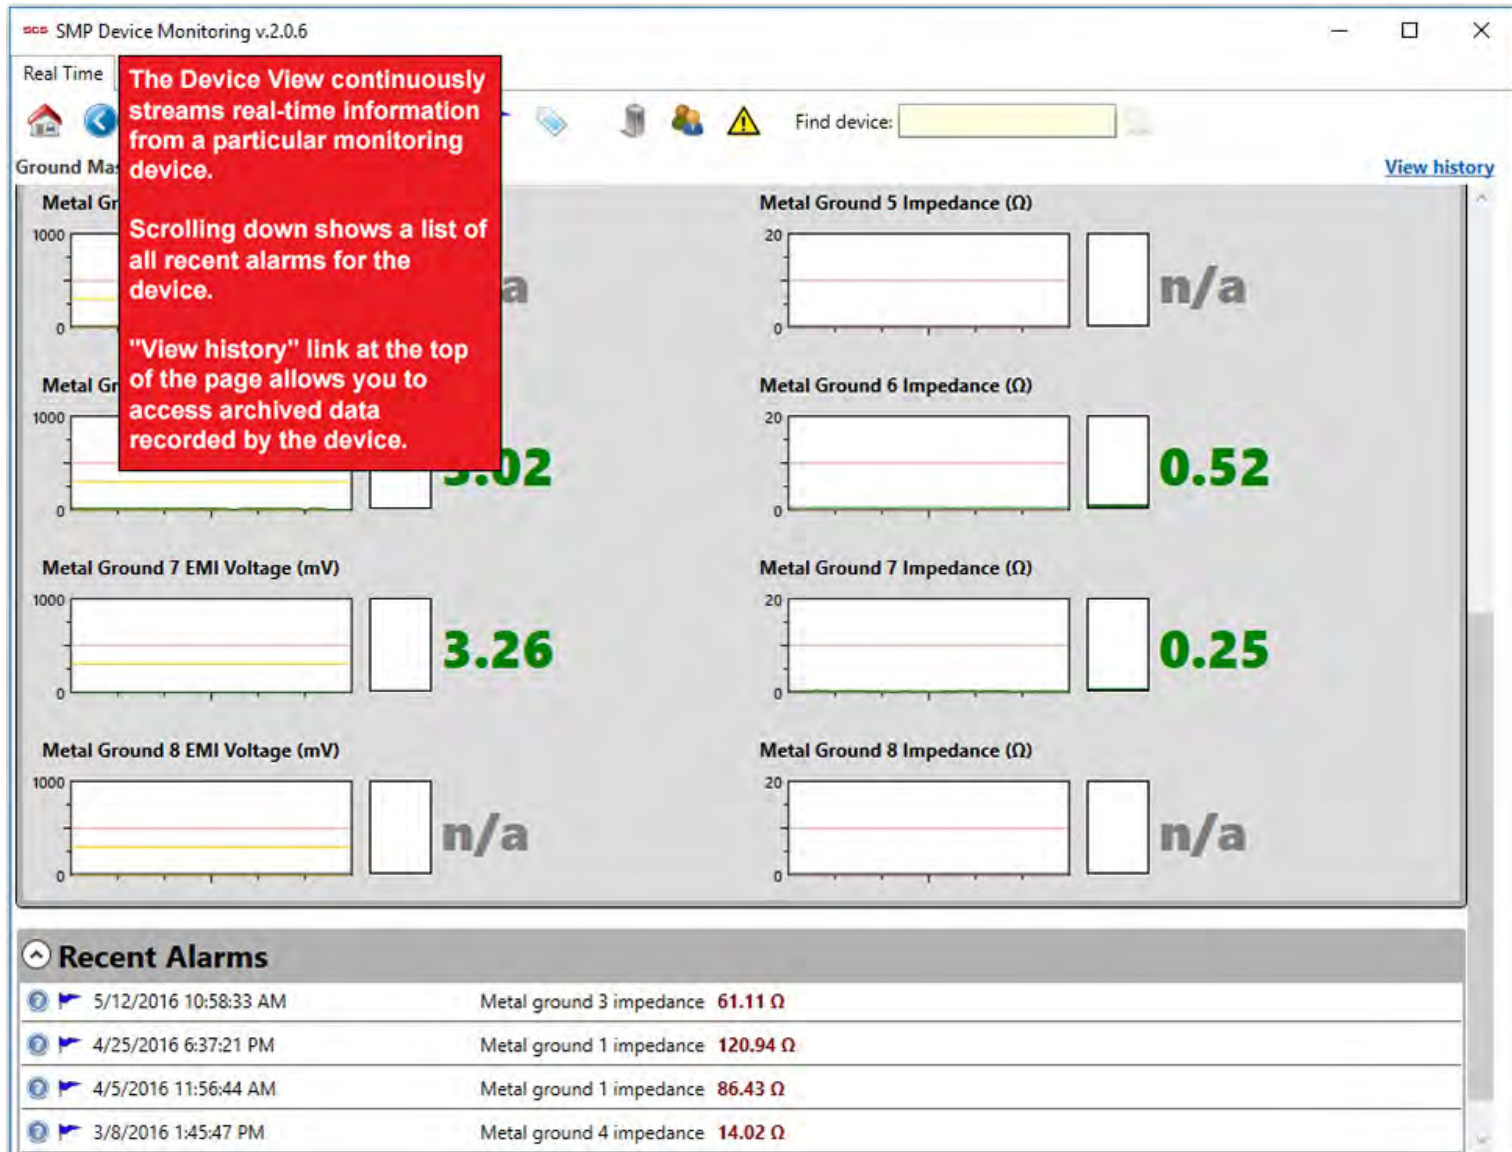 scs SMP Device Monitoring v.2.0.6
Real Time
The Device View continuously
streams real-time information
from a particular monitoring
device.
Scrolling down shows a list of
all recent alarms for the
device.
"View history" link at the top
of the page allows you to
access archived data
recorded by the device.
Find device:
Ground
View history
Metal
1000
0
Metal Ground 5 Impedance (Ω)
20
0
n/a
Metal
1000
0
.02
Metal Ground 6 Impedance (Ω)
20
0
0.52
Metal Ground 7 EMI Voltage (mV)
1000
0
3.26
Metal Ground 7 Impedance (Ω)
20
0
0.25
Metal Ground 8 EMI Voltage (mV)
1000
0
n/a
Metal Ground 8 Impedance (Ω)
20
0
n/a
Recent Alarms
5/12/2016 10:58:33 AM Metal ground 3 impedance 61.11 Ω
4/25/2016 6:37:21 PM Metal ground 1 impedance 120.94 Ω
4/5/2016 11:56:44 AM Metal ground 1 impedance 86.43 Ω
3/8/2016 1:45:47 PM Metal ground 4 impedance 14.02 Ω